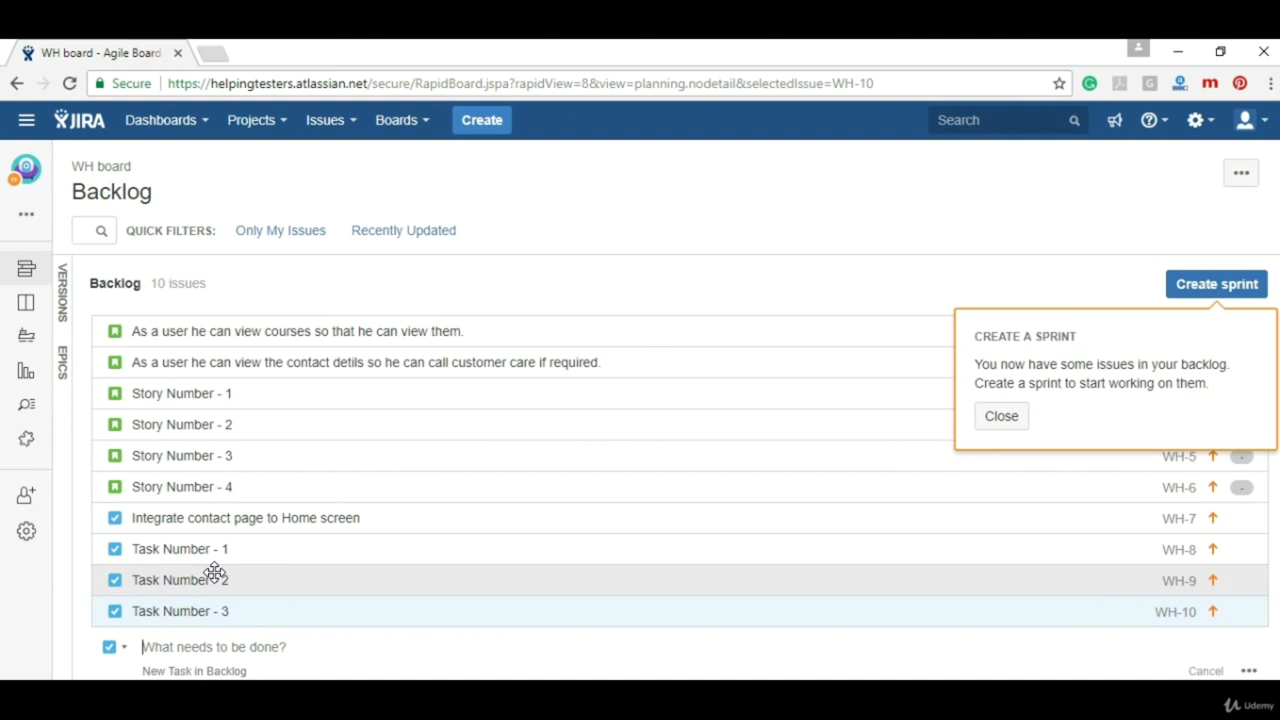 WH board - Agile Board
Secure https://helpingtesters.atlassian.net/secure/RapidBoard.jspa?rapidView=8&view=planning.nodetail&selectedIssue=WH-10
JIRA Dashboards Projects Issues Boards Create Search
WH board
Backlog
QUICK FILTERS: Only My Issues Recently Updated
VERSIONS
EPICS
Backlog 10 issues
Create sprint
As a user he can view courses so that he can view them.
As a user he can view the contact detils so he can call customer care if required.
Story Number - 1
Story Number - 2
CREATE A SPRINT
You now have some issues in your backlog.
Create a sprint to start working on them.
Close
Story Number - 3 WH-5 -
Story Number - 4 WH-6 -
Integrate contact page to Home screen WH-7
Task Number - 1 WH-8
Task Number - 2 WH-9
Task Number - 3 WH-10
What needs to be done?
New Task in Backlog Cancel
Udemy